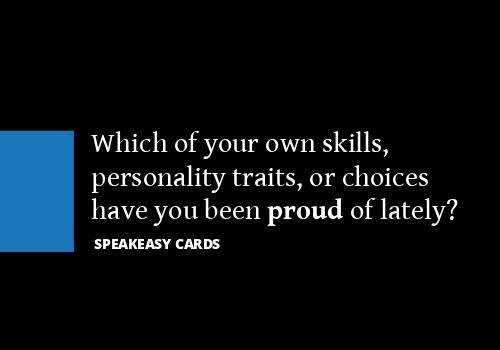 Which of your own skills,
personality traits, or choices
have you been proud of lately?
SPEAKEASY CARDS